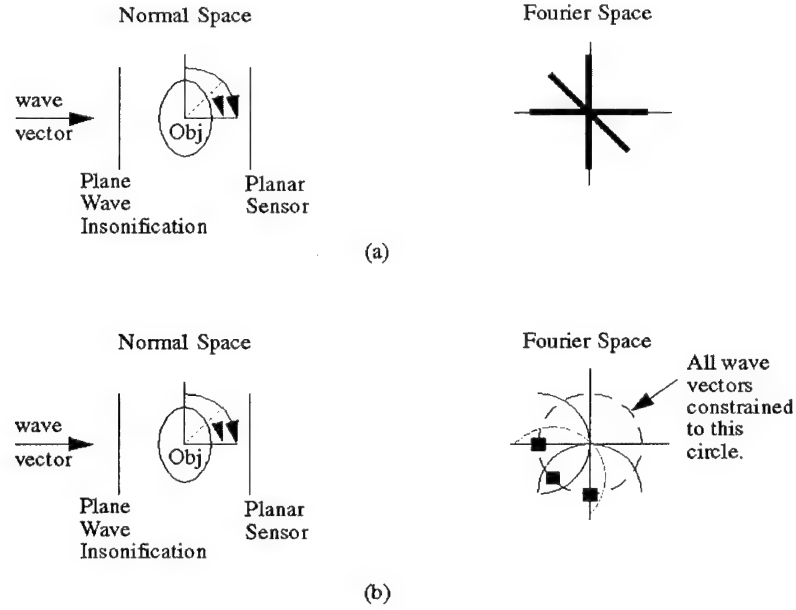 Normal Space
Fourier Space
wave
vector
Obj.
Plane
Wave
Insonification
Planar
Sensor
(a)
Normal Space
Fourier Space
All wave
vectors
constrained
to this
circle.
wave
vector
Obj.
Plane
Wave
Insonification
Planar
Sensor
(b)